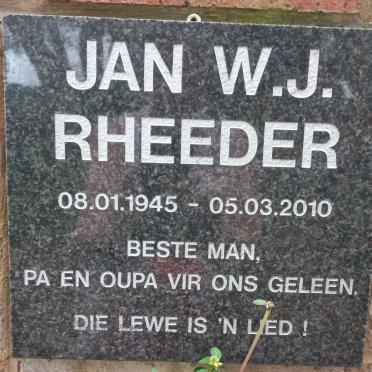 JAN W.J.
RHEEDER
08.01.1945 - 05.03.2010
BESTE MAN,
PA EN OUPA VIR ONS GELEEN.
DIE LEWE IS 'N LIED !